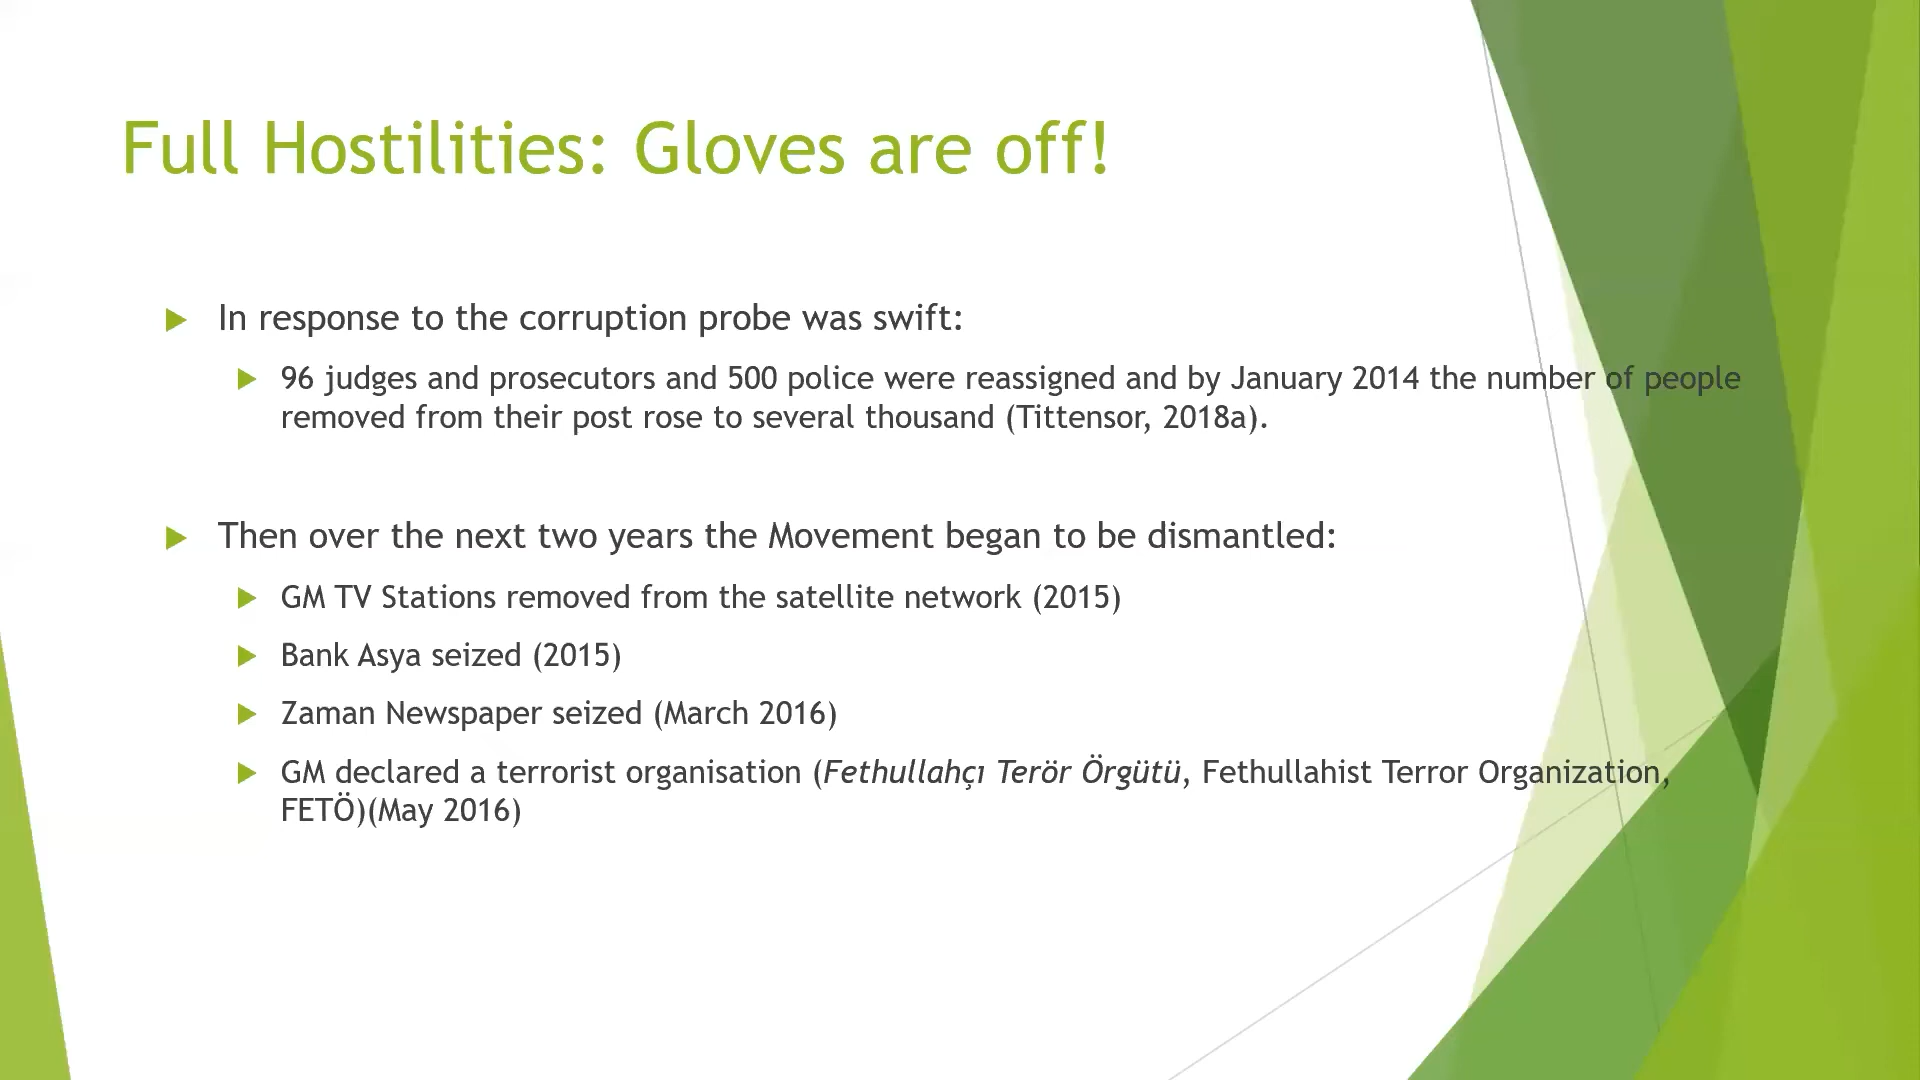 Full Hostilities: Gloves are off!
In response to the corruption probe was swift:
96 judges and prosecutors and 500 police were reassigned and by January 2014 the number of people
removed from their post rose to several thousand (Tittensor, 2018a).
Then over the next two years the Movement began to be dismantled:
GM TV Stations removed from the satellite network (2015)
Bank Asya seized (2015)
Zaman Newspaper seized (March 2016)
GM declared a terrorist organisation (Fethullahçı Terör Örgütü, Fethullahist Terror Organization,
FETÖ)(May 2016)